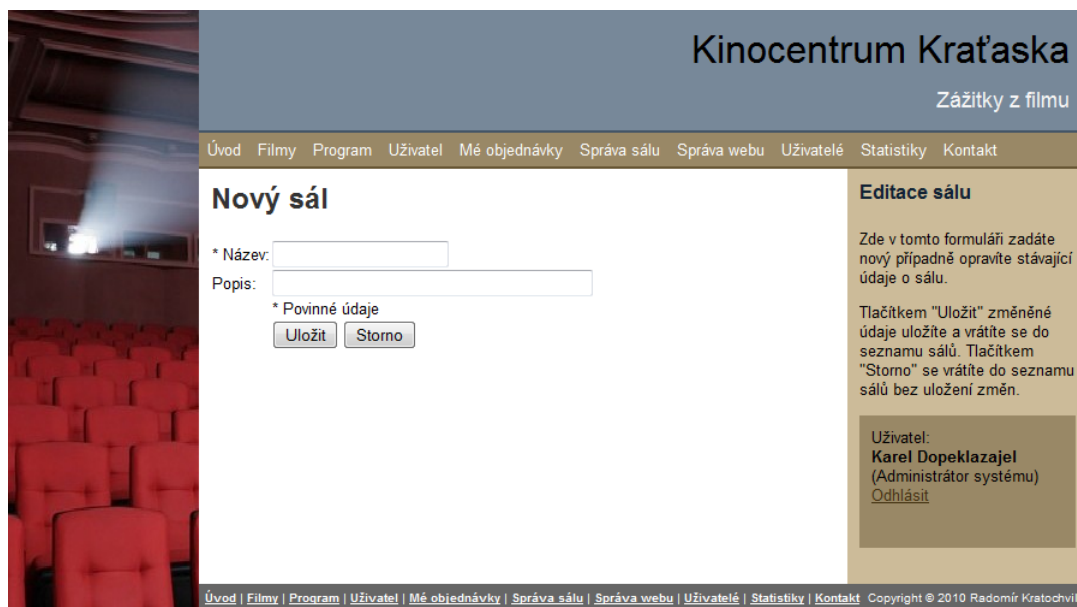 Kinocentrum Kraťaska
Zážitky z filmu
Úvod Filmy Program Uživatel Mé objednávky Správa sálu Správa webu Uživatelé Statistiky Kontakt
Nový sál
* Název:
Popis:
* Povinné údaje
Uložit Storno
Editace sálu
Zde v tomto formuláři zadáte
nový případně opravíte stávající
údaje o sálu.
Tlačítkem "Uložit" změněné
údaje uložíte a vrátíte se do
seznamu sálů. Tlačítkem
"Storno" se vrátíte do seznamu
sálů bez uložení změn.
Uživatel:
Karel Dopeklazajel
(Administrátor systému)
Odhlásit
Úvod | Filmy | Program | Uživatel | Mé objednávky | Správa sálu | Správa webu | Uživatelé | Statistiky | Kontakt Copyright © 2010 Radomír Kratochvil